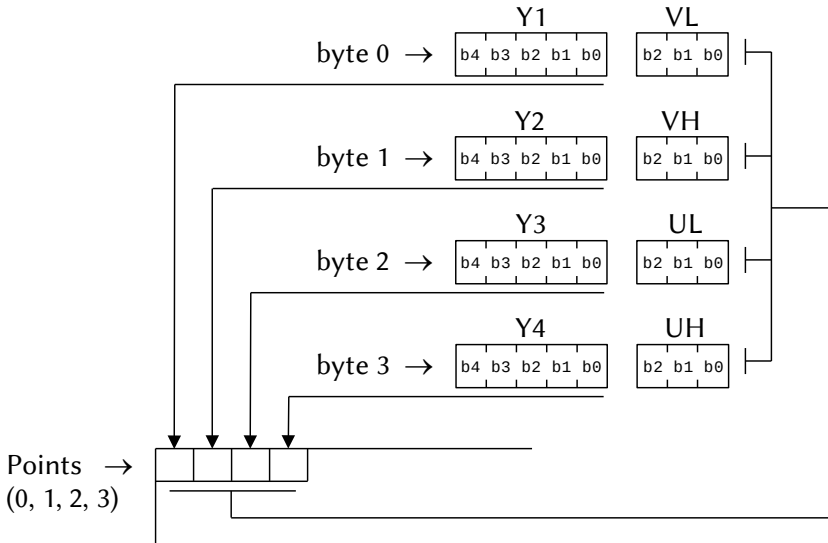 Y1 VL
byte 0 → b4 b3 b2 b1 b0 b2 b1 b0
Y2 VH
byte 1 → b4 b3 b2 b1 b0 b2 b1 b0
Y3 UL
byte 2 → b4 b3 b2 b1 b0 b2 b1 b0
Y4 UH
byte 3 → b4 b3 b2 b1 b0 b2 b1 b0
Points →
(0, 1, 2, 3)